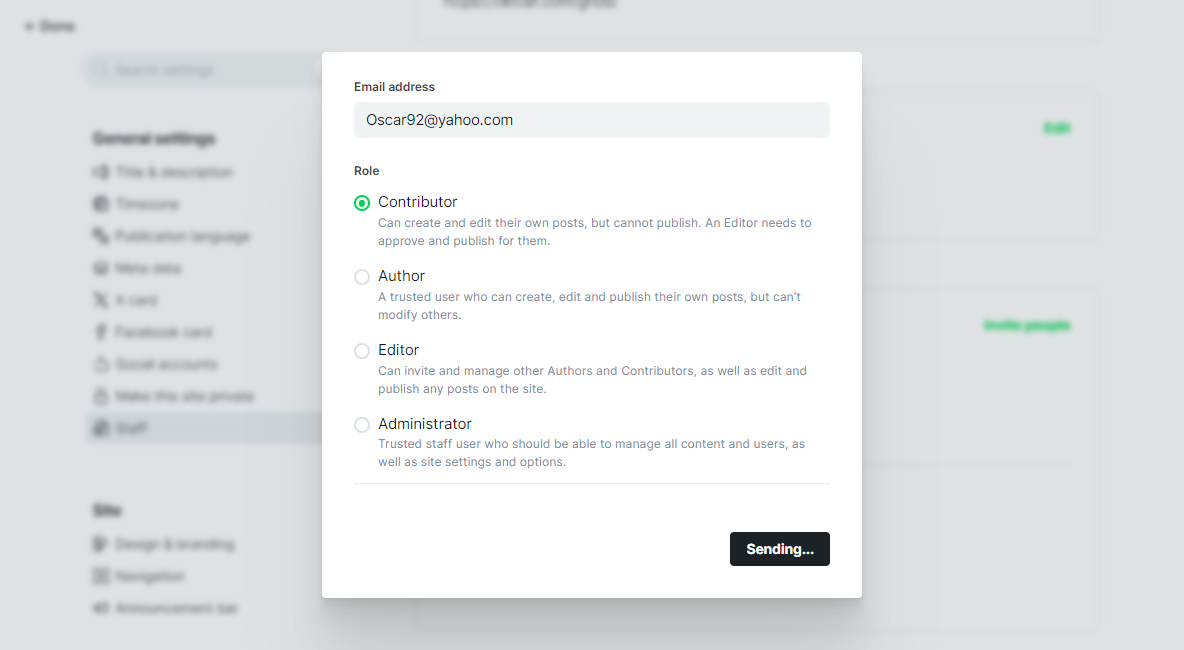 Done
Search settings
General settings
Title & description
Timezone
Publication language
Meta data
X card
Facebook card
Social accounts
Make this site private
Staff
Site
Design & branding
Navigation
Announcement bar
Edit
Invite people
Email address
Oscar92@yahoo.com
Role
Contributor
Can create and edit their own posts, but cannot publish. An Editor needs to
approve and publish for them.
Author
A trusted user who can create, edit and publish their own posts, but can’t
modify others.
Editor
Can invite and manage other Authors and Contributors, as well as edit and
publish any posts on the site.
Administrator
Trusted staff user who should be able to manage all content and users, as
well as site settings and options.
Sending...